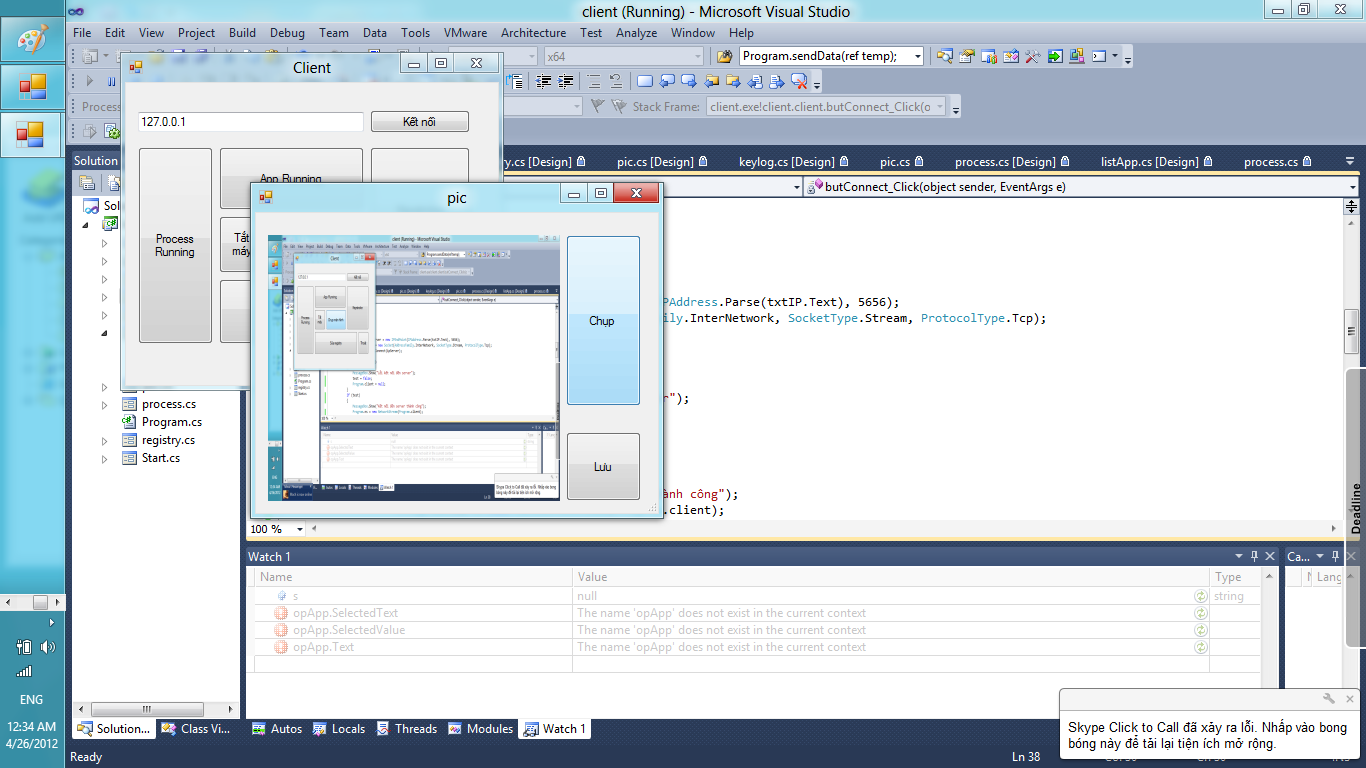 client (Running) - Microsoft Visual Studio
File Edit View Project Build Debug Team Data Tools VMware Architecture Test Analyze Window Help
x64
Program.sendData(ref temp);
Process
Stack Frame:
client.exe!client.client.butConnect_Click(o
Client
127.0.0.1
Kết nối
Process Running
App Running
Tắt
máy
Solution
ry.cs [Design]
pic.cs [Design]
keylog.cs [Design]
pic.cs
process.cs [Design]
listApp.cs [Design]
process.cs
butConnect_Click(object sender, EventArgs e)
pic
Chụp
Lưu
PAddress.Parse(txtIP.Text), 5656);
ily.InterNetwork, SocketType.Stream, ProtocolType.Tcp);
r");
ành công");
.client);
process.cs
Program.cs
registry.cs
Start.cs
100 %
Watch 1
Name Value Type
s null string
opApp.SelectedText The name 'opApp' does not exist in the current context
opApp.SelectedValue The name 'opApp' does not exist in the current context
opApp.Text The name 'opApp' does not exist in the current context
Ca...
Lang
Deadline
Solution... Class Vi...
Autos Locals Threads Modules Watch 1
Ready
Ln 38
Skype Click to Call đã xảy ra lỗi. Nhấp vào bong
bóng này để tải lại tiện ích mở rộng.
ENG
12:34 AM
4/26/2012